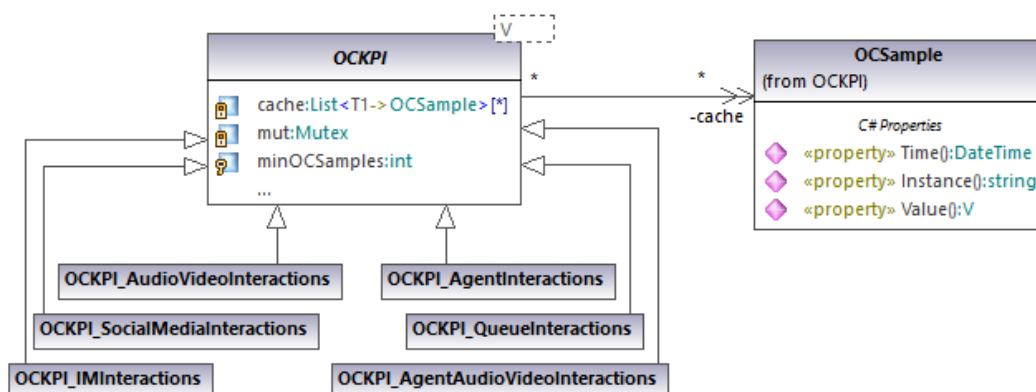 V
OCKPI
cache:List<T1->OCSample>[*]
mut:Mutex
minOCSamples:int
...
*
*
-cache
OCSample
(from OCKPI)
C# Properties
«property» Time():DateTime
«property» Instance():string
«property» Value():V
OCKPI_AudioVideoInteractions
OCKPI_AgentInteractions
OCKPI_SocialMediaInteractions
OCKPI_QueueInteractions
OCKPI_IMInteractions
OCKPI_AgentAudioVideoInteractions